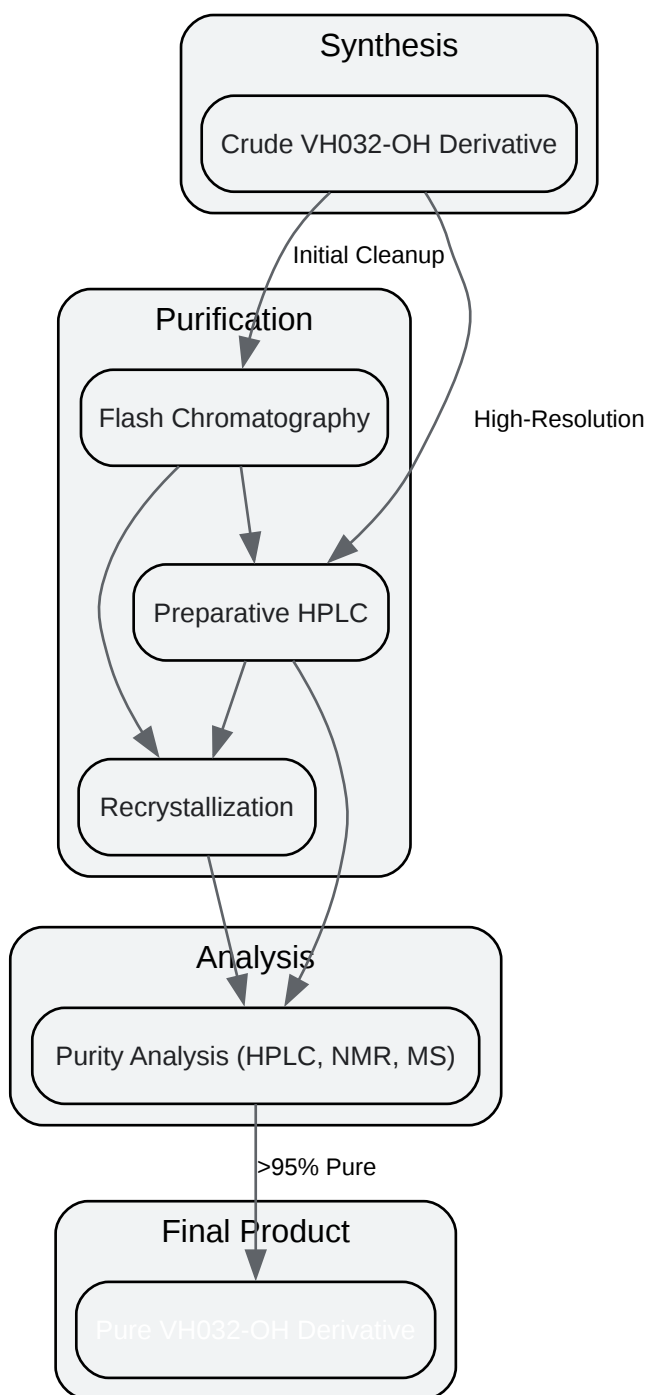 Synthesis
Crude VH032-OH Derivative
Initial Cleanup
Purification
Flash Chromatography
High-Resolution
Preparative HPLC
Recrystallization
Analysis
Purity Analysis (HPLC, NMR, MS)
>95% Pure
Final Product
Pure VH032-OH Derivative